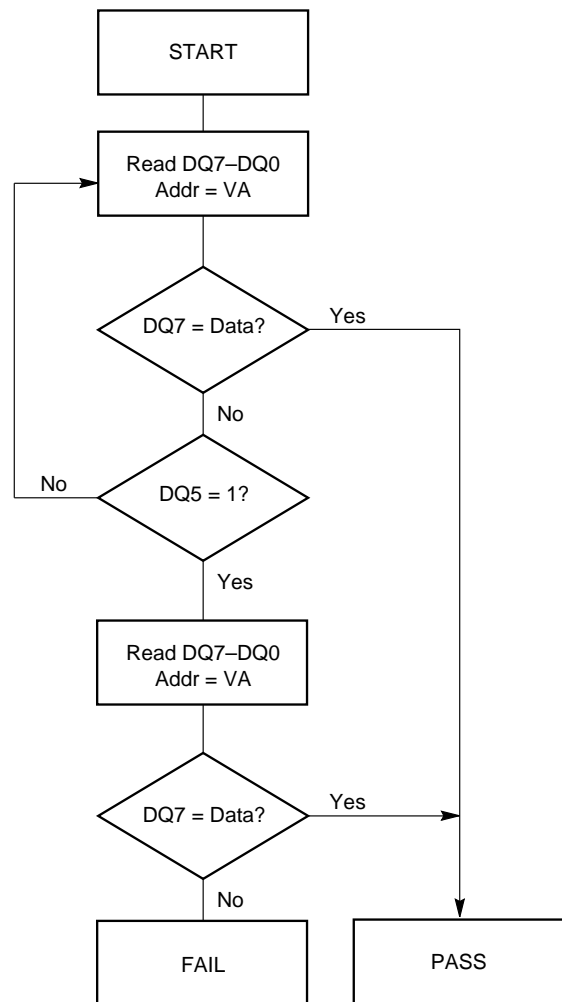 START
Read DQ7–DQ0
Addr = VA
DQ7 = Data?
Yes
No
No
DQ5 = 1?
Yes
Read DQ7–DQ0
Addr = VA
DQ7 = Data?
Yes
No
FAIL
PASS